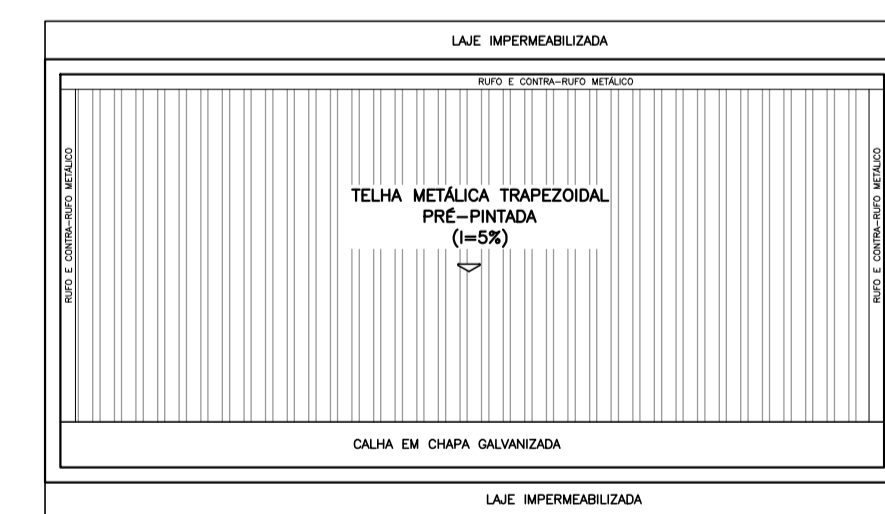 LAJE IMPERMEABILIZADA
RUFO E CONTRA-RUFO METÁLICO
RUFO E CONTRA-RUFO METÁLICO
TELHA METÁLICA TRAPEZOIDAL
PRÉ-PINTADA
(I=5%)
RUFO E CONTRA-RUFO METÁLICO
CALHA EM CHAPA GALVANIZADA
LAJE IMPERMEABILIZADA